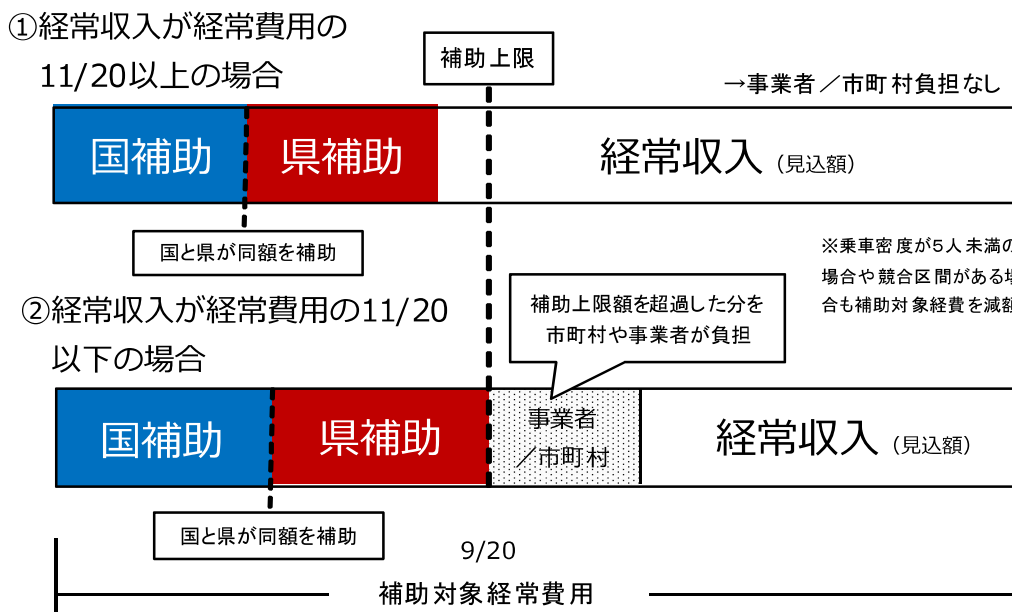 ①経常収入が経常費用の
11/20以上の場合
補助上限
→事業者／市町村負担なし
国補助
県補助
経常収入（見込額）
国と県が同額を補助
※乗車密度が5人未満の
場合や競合区間がある場
合も補助対象経費を減額
②経常収入が経常費用の11/20
以下の場合
補助上限額を超過した分を
市町村や事業者が負担
国補助
県補助
事業者
／市町村
経常収入（見込額）
国と県が同額を補助
9/20
補助対象経常費用